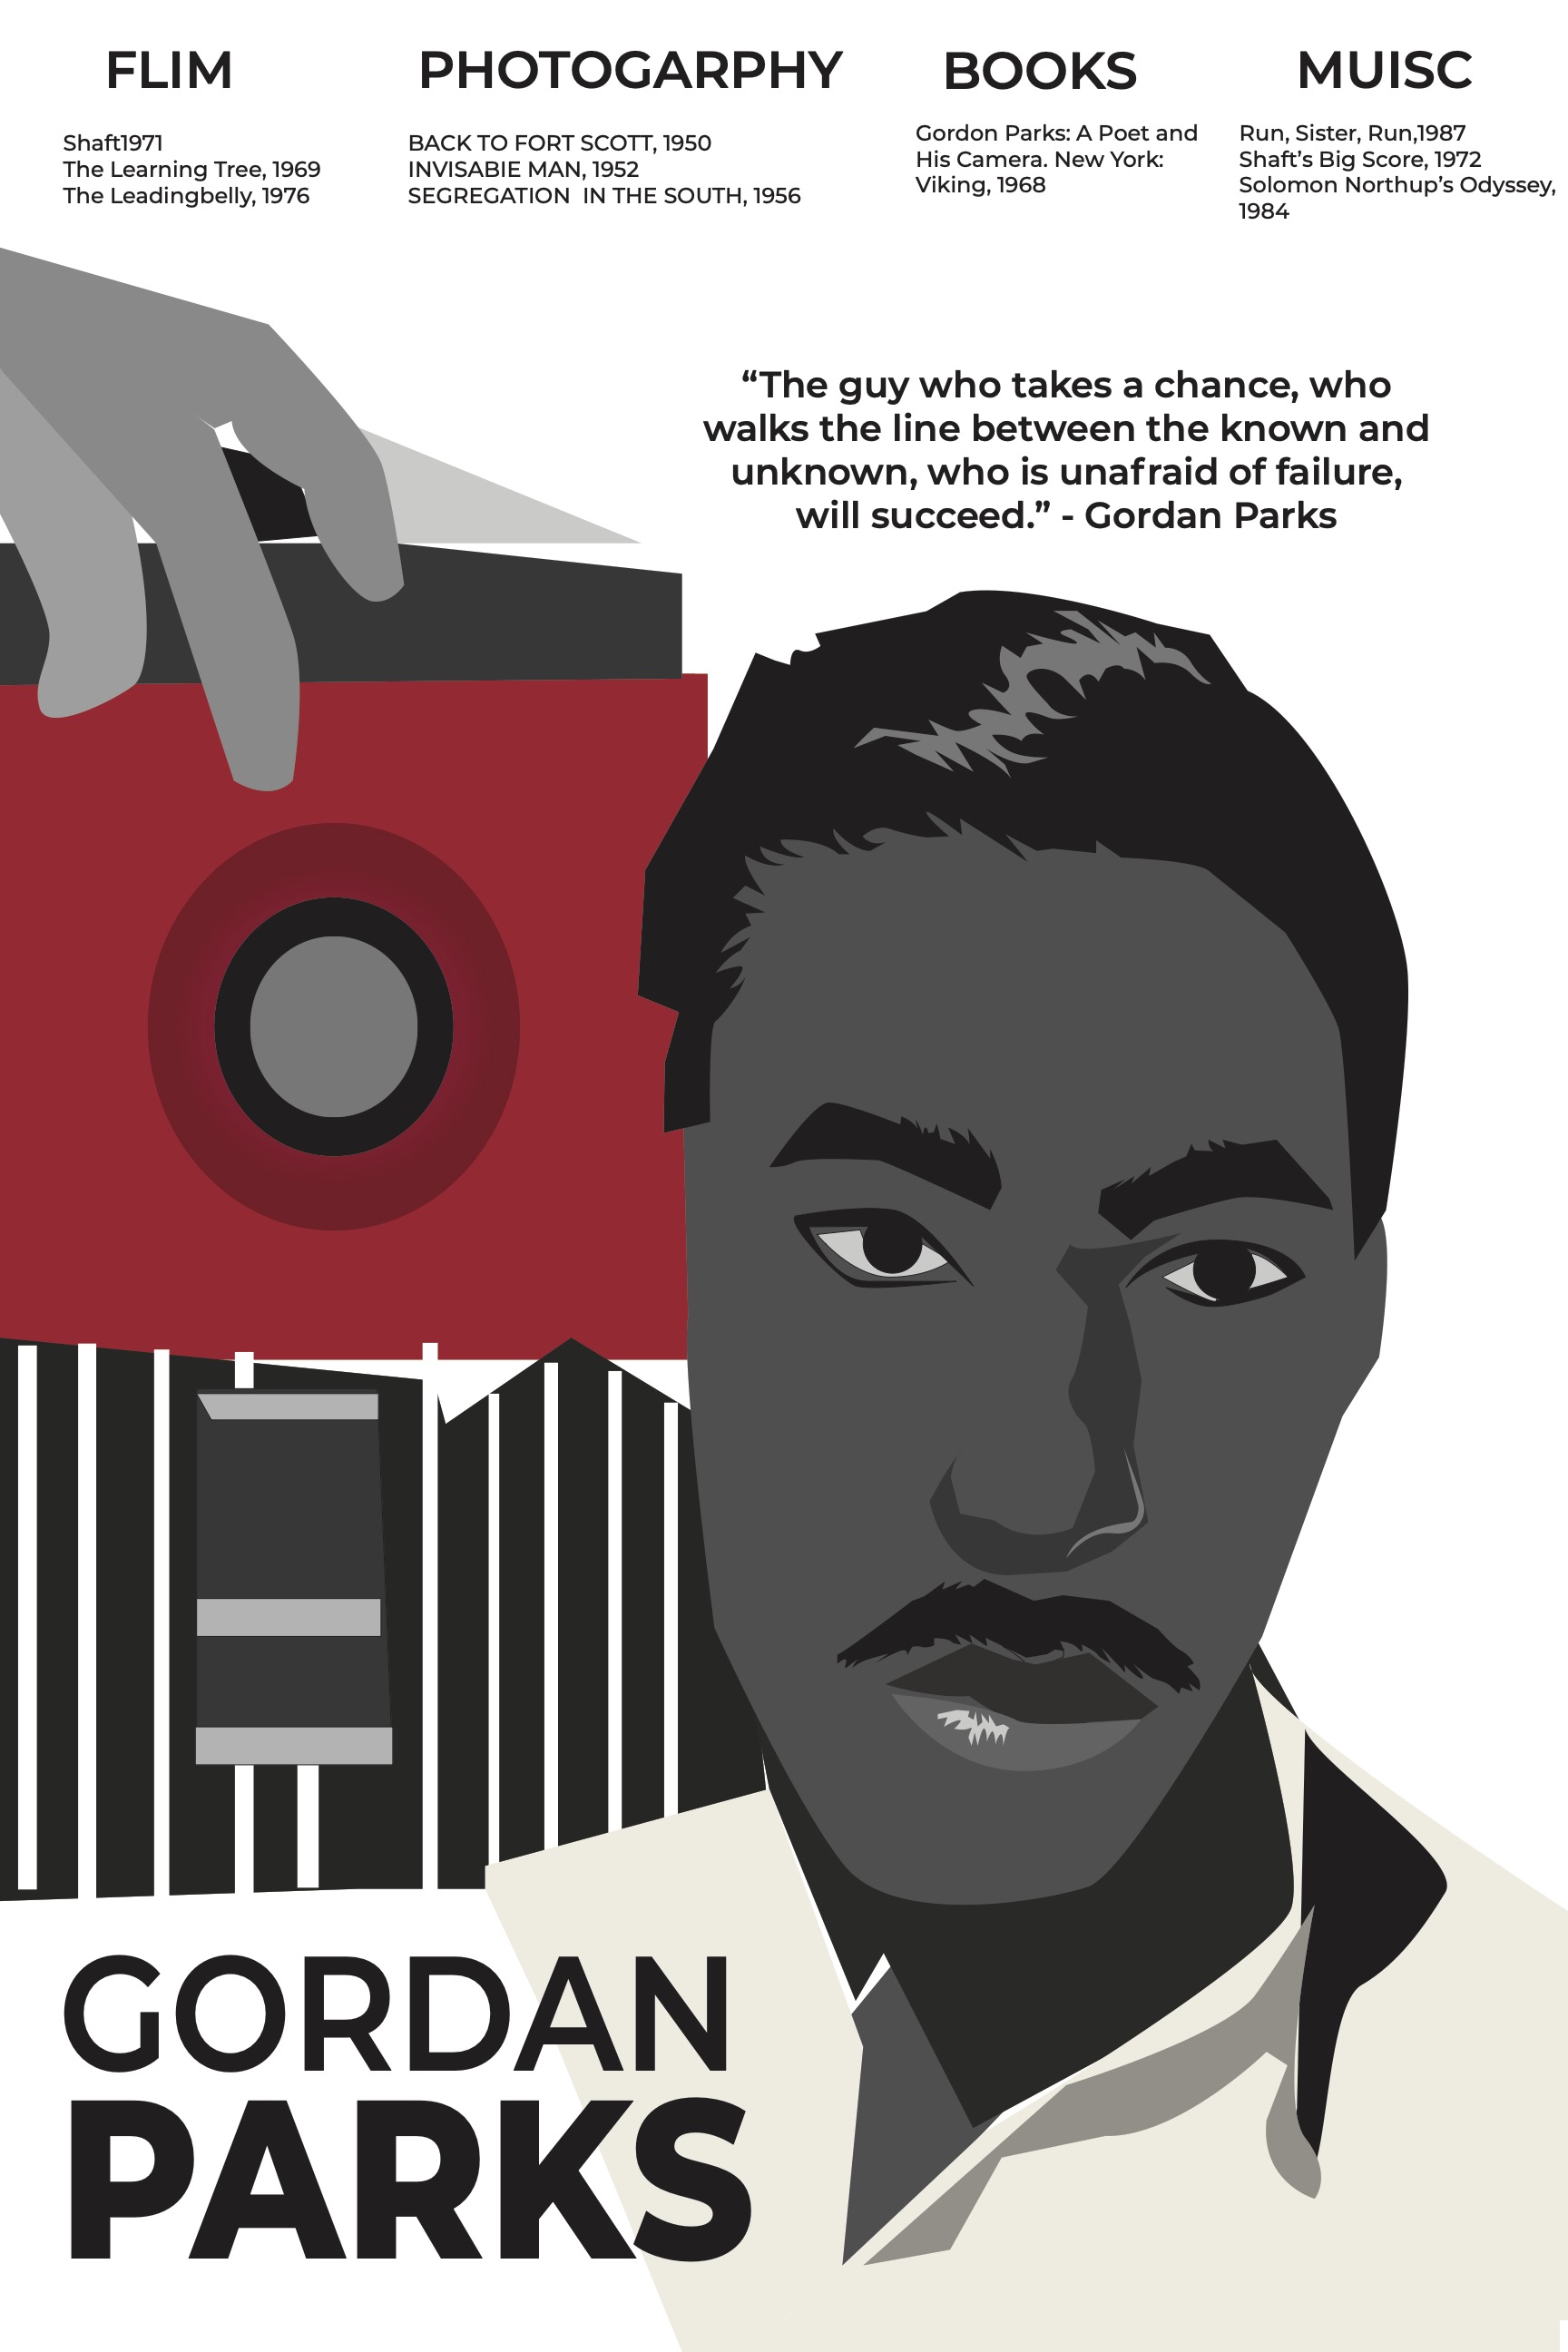 FLIM
Shaft1971
The Learning Tree, 1969
The Leadingbelly, 1976
PHOTOGARPHY
BACK TO FORT SCOTT, 1950
INVISABIE MAN, 1952
SEGREGATION  IN THE SOUTH, 1956
BOOKS
Gordon Parks: A Poet and
His Camera. New York:
Viking, 1968
MUISC
Run, Sister, Run,1987
Shaft’s Big Score, 1972
Solomon Northup’s Odyssey,
1984
“The guy who takes a chance, who
walks the line between the known and
unknown, who is unafraid of failure,
will succeed.” - Gordan Parks
GORDAN
PARKS